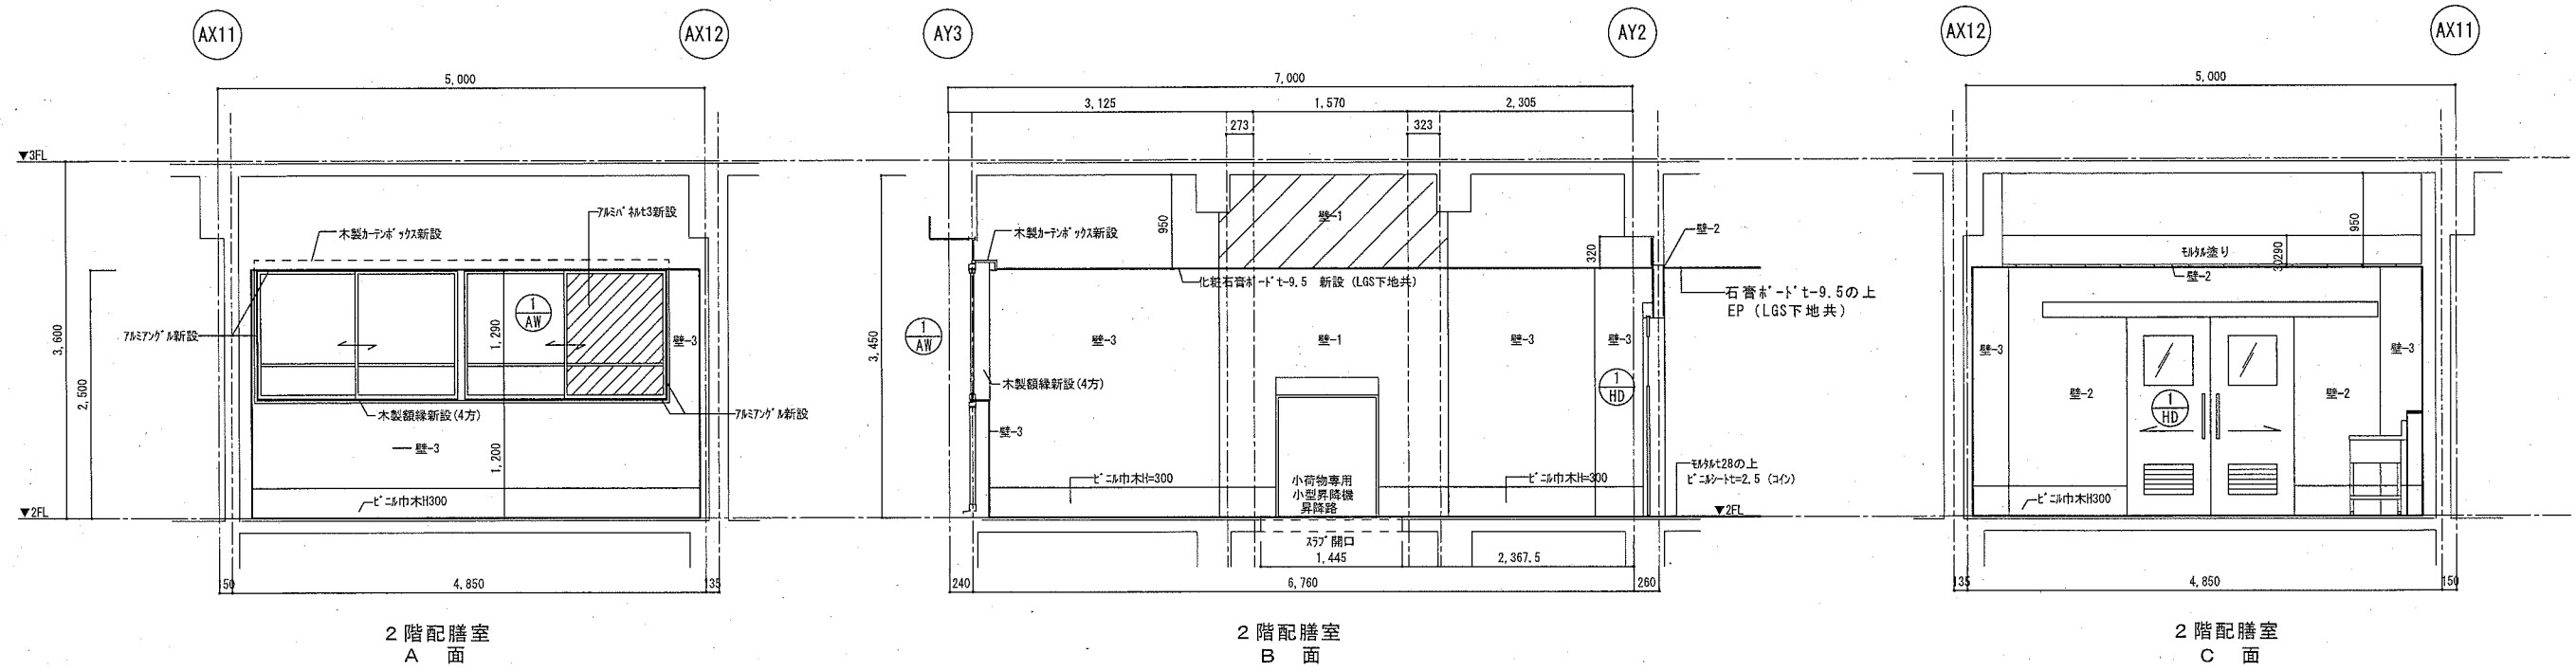 AX11
AX12
5,000
▼3FL
3,600
2,500
アルミパネルt3新設
木製カーテンボックス新設
アルミアングル新設
1
AW
1,290
壁-3
木製額縁新設(4方)
アルミアングル新設
壁-3
1,200
ビニル巾木H300
▼2FL
150
4,850
135
2階配膳室
A 面
AY3
AY2
7,000
3,125
1,570
2,305
273
323
3,450
950
壁-1
木製カーテンボックス新設
320
壁-2
化粧石膏ボードt-9.5 新設 (LGS下地共)
石膏ボードt-9.5の上
EP (LGS下地共)
1
AW
壁-3
壁-1
壁-3
壁-3
木製額縁新設(4方)
1
HD
壁-3
ビニル巾木H=300
小荷物専用
小型昇降機
昇降路
ビニル巾木H=300
モルタルt28の上
ビニルシートt=2.5 (コイン)
▼2FL
スラブ開口
1,445
2,367.5
240
6,760
260
2階配膳室
B 面
AX12
AX11
5,000
950
モルタル塗り
290
壁-2
壁-3
壁-3
壁-2
1
HD
壁-2
ビニル巾木H300
135
4,850
150
2階配膳室
C 面